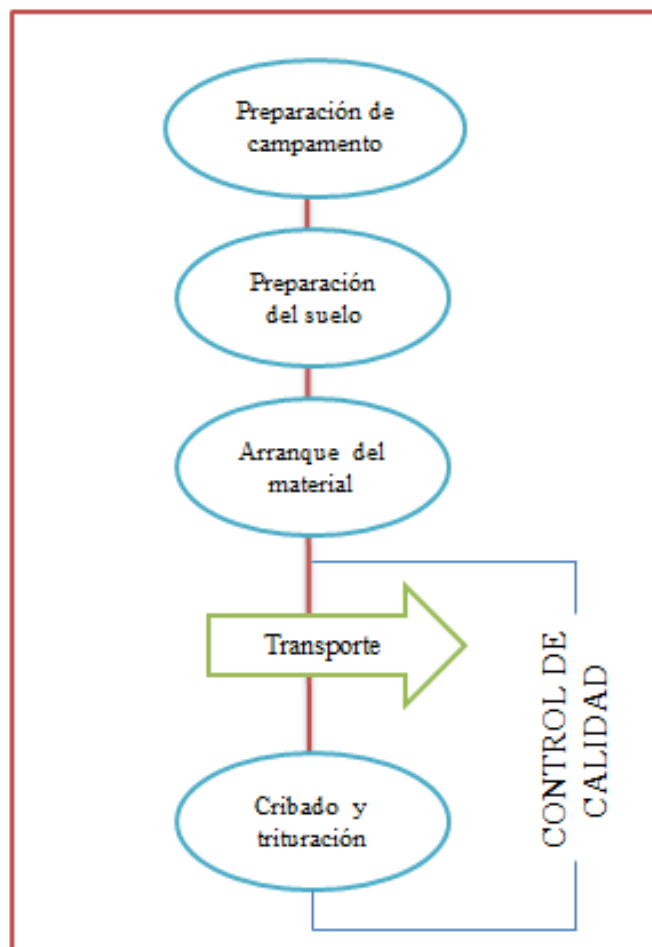 Preparación de
campamento
Preparación
del suelo
Arranque del
material
Transporte
CONTROL DE
CALIDAD
Cribado y
trituración